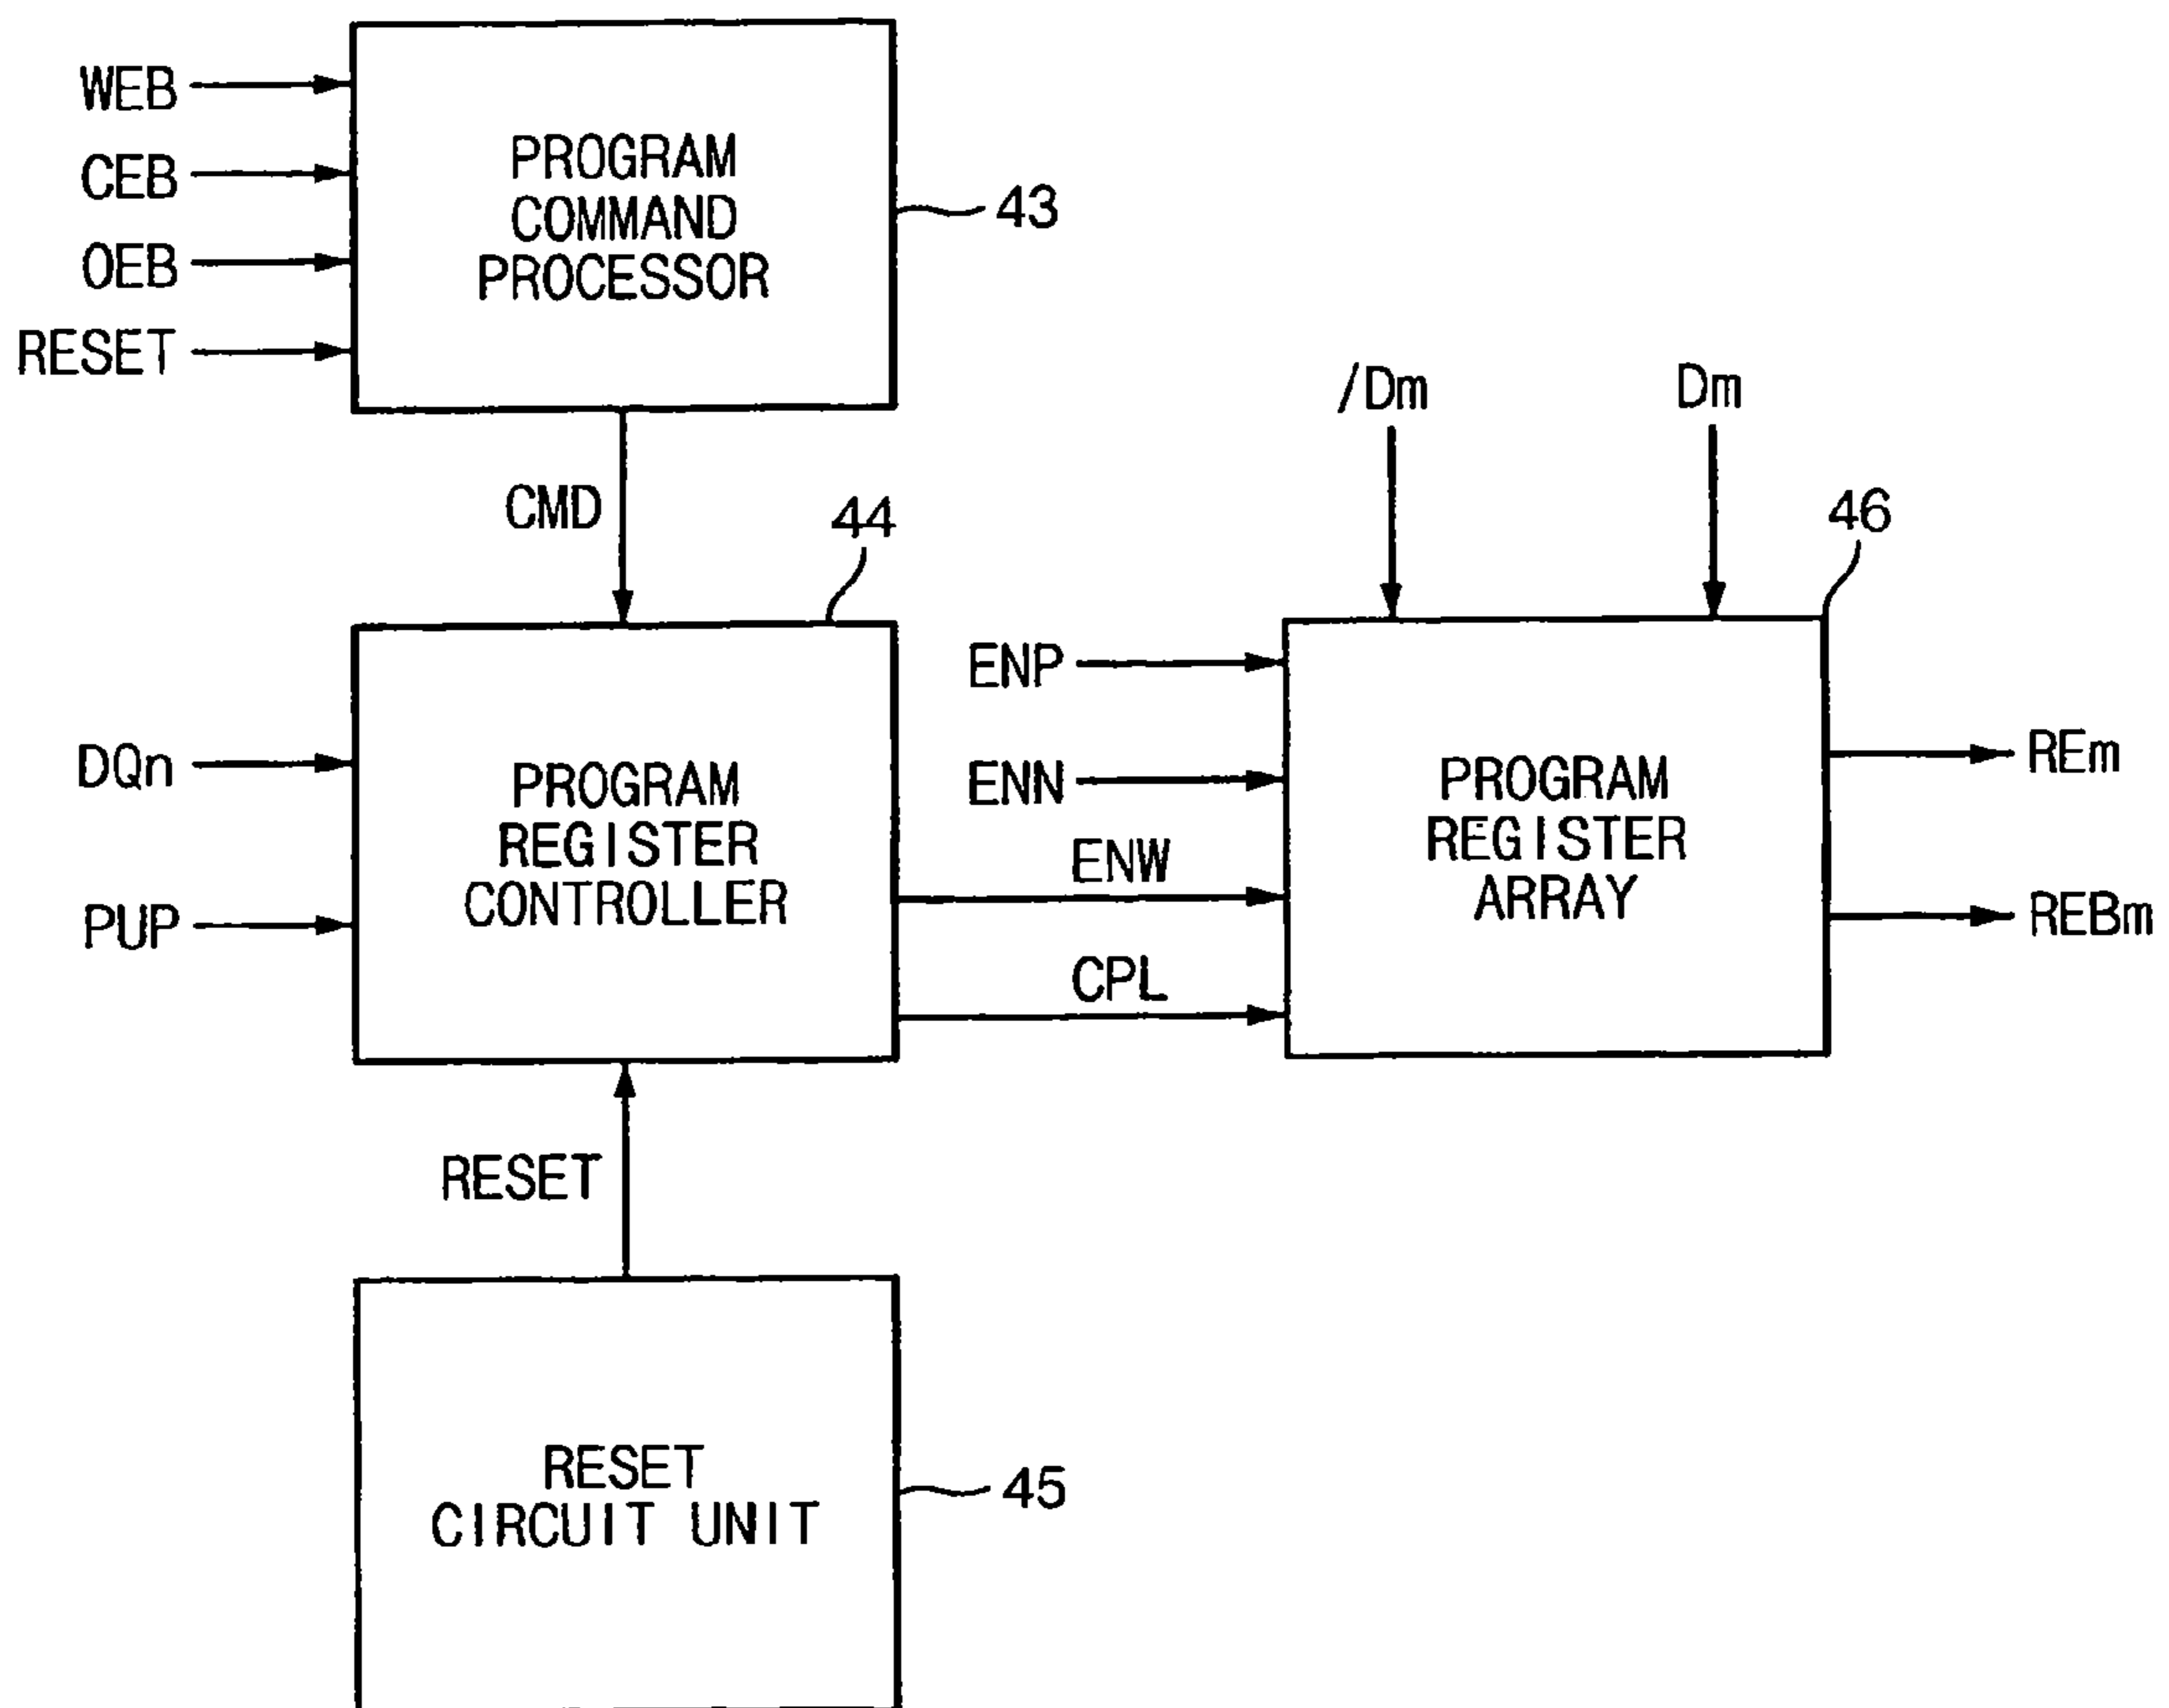 WEB
CEB
OEB
RESET
PROGRAM
COMMAND
PROCESSOR
43
CMD
44
/Dm
Dm
46
DQn
PUP
PROGRAM
REGISTER
CONTROLLER
ENP
ENN
ENW
CPL
PROGRAM
REGISTER
ARRAY
REm
REBm
RESET
RESET
CIRCUIT UNIT
45